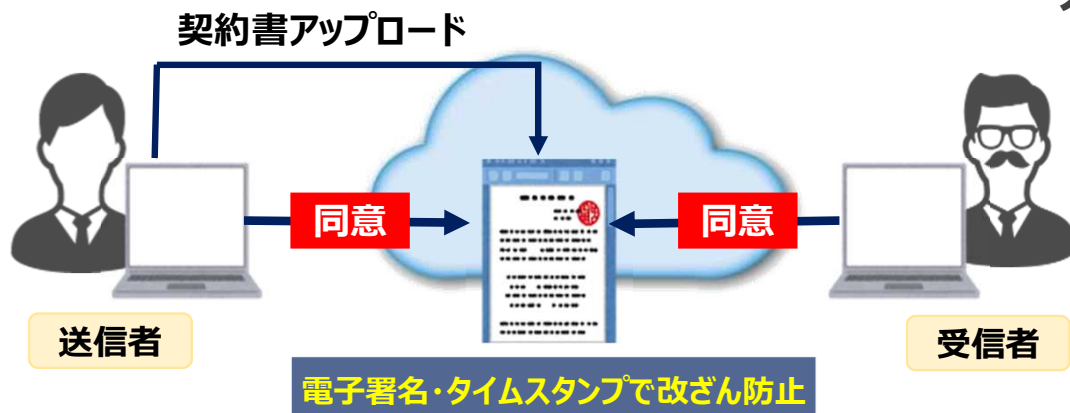 契約書アップロード
同意
同意
送信者
受信者
電子署名・タイムスタンプで改ざん防止